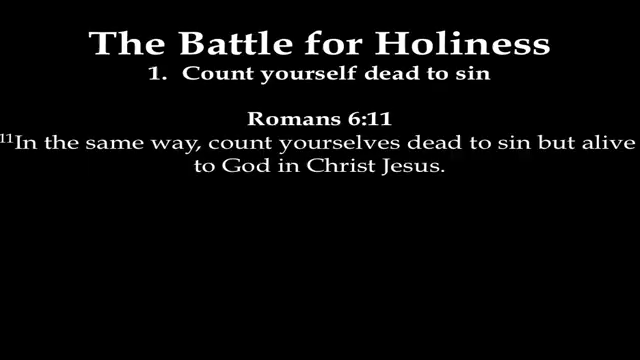 The Battle for Holiness
1. Count yourself dead to sin
Romans 6:11
¹¹In the same way, count yourselves dead to sin but alive
to God in Christ Jesus.